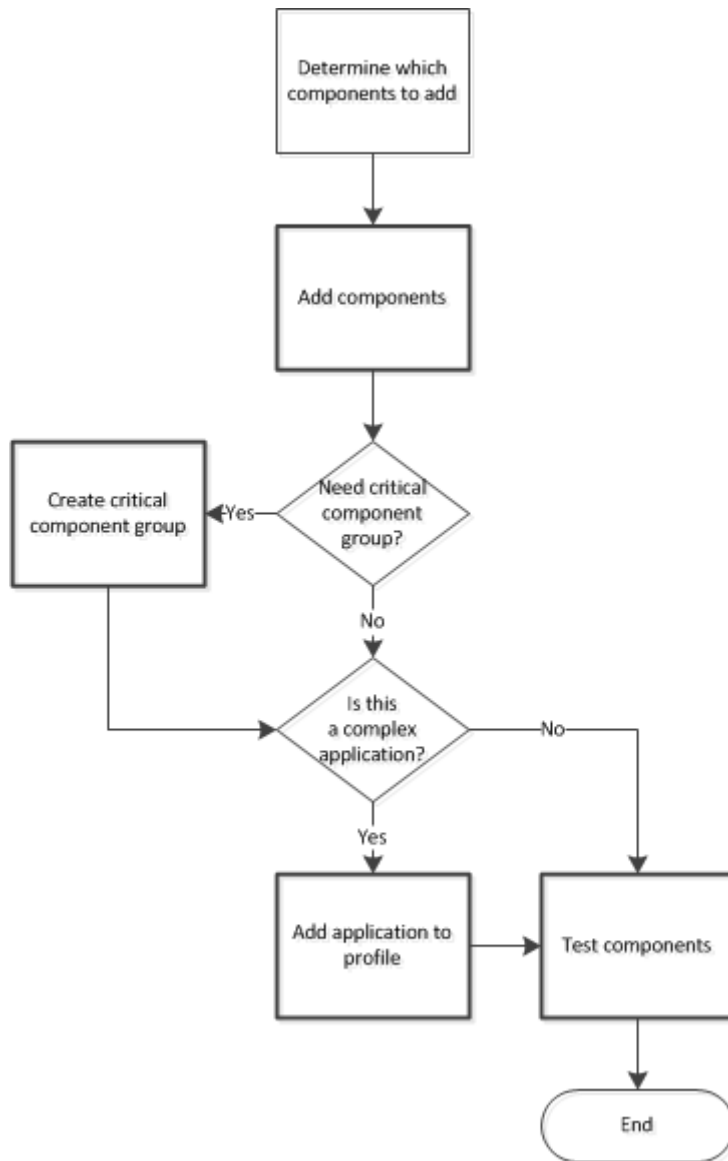 Determine which
components to add
Add components
Create critical
component group
Yes
Need critical
component
group?
No
Is this
a complex
application?
No
Yes
Add application to
profile
Test components
End